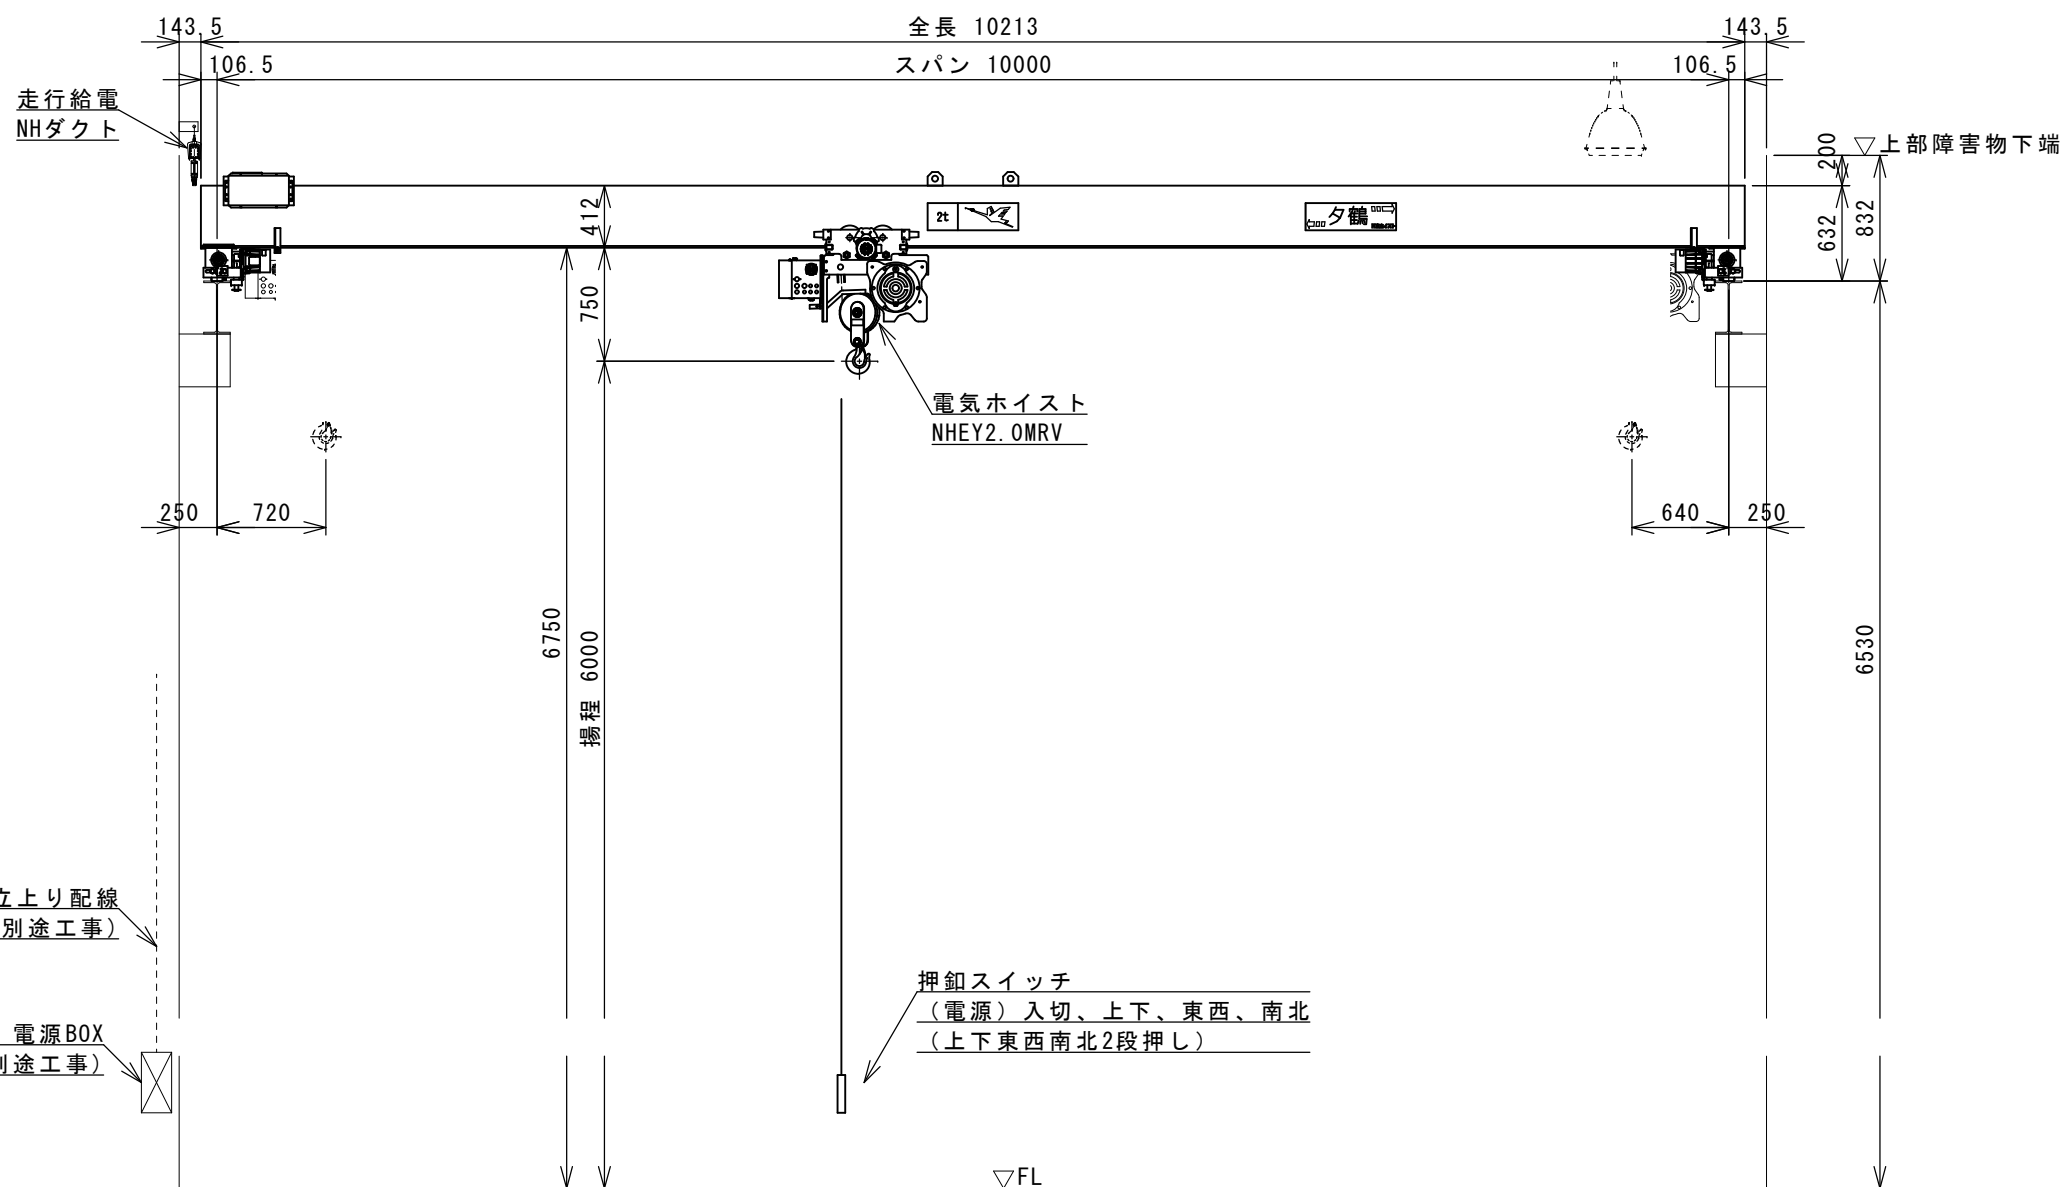 143.5
全長 10213
143.5
106.5
スパン 10000
106.5
走行給電
NHダクト
200
▽上部障害物下端
412
2t
夕鶴
632
832
750
電気ホイスト
NHEY2.0MRV
250
720
640
250
6750
揚程 6000
6530
立上り配線
別途工事)
押釦スイッチ
(電源)入切、上下、東西、南北
(上下東西南北2段押し)
電源BOX
別途工事)
▽FL